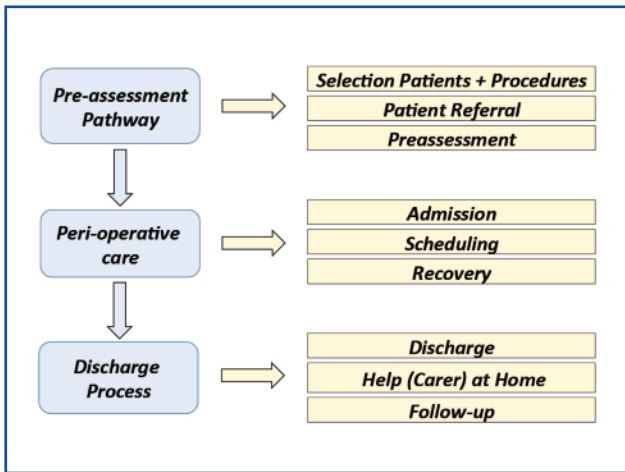 Pre-assessment
Pathway
Selection Patients + Procedures
Patient Referral
Preassessment
Peri-operative
care
Admission
Scheduling
Recovery
Discharge
Process
Discharge
Help (Carer) at Home
Follow-up